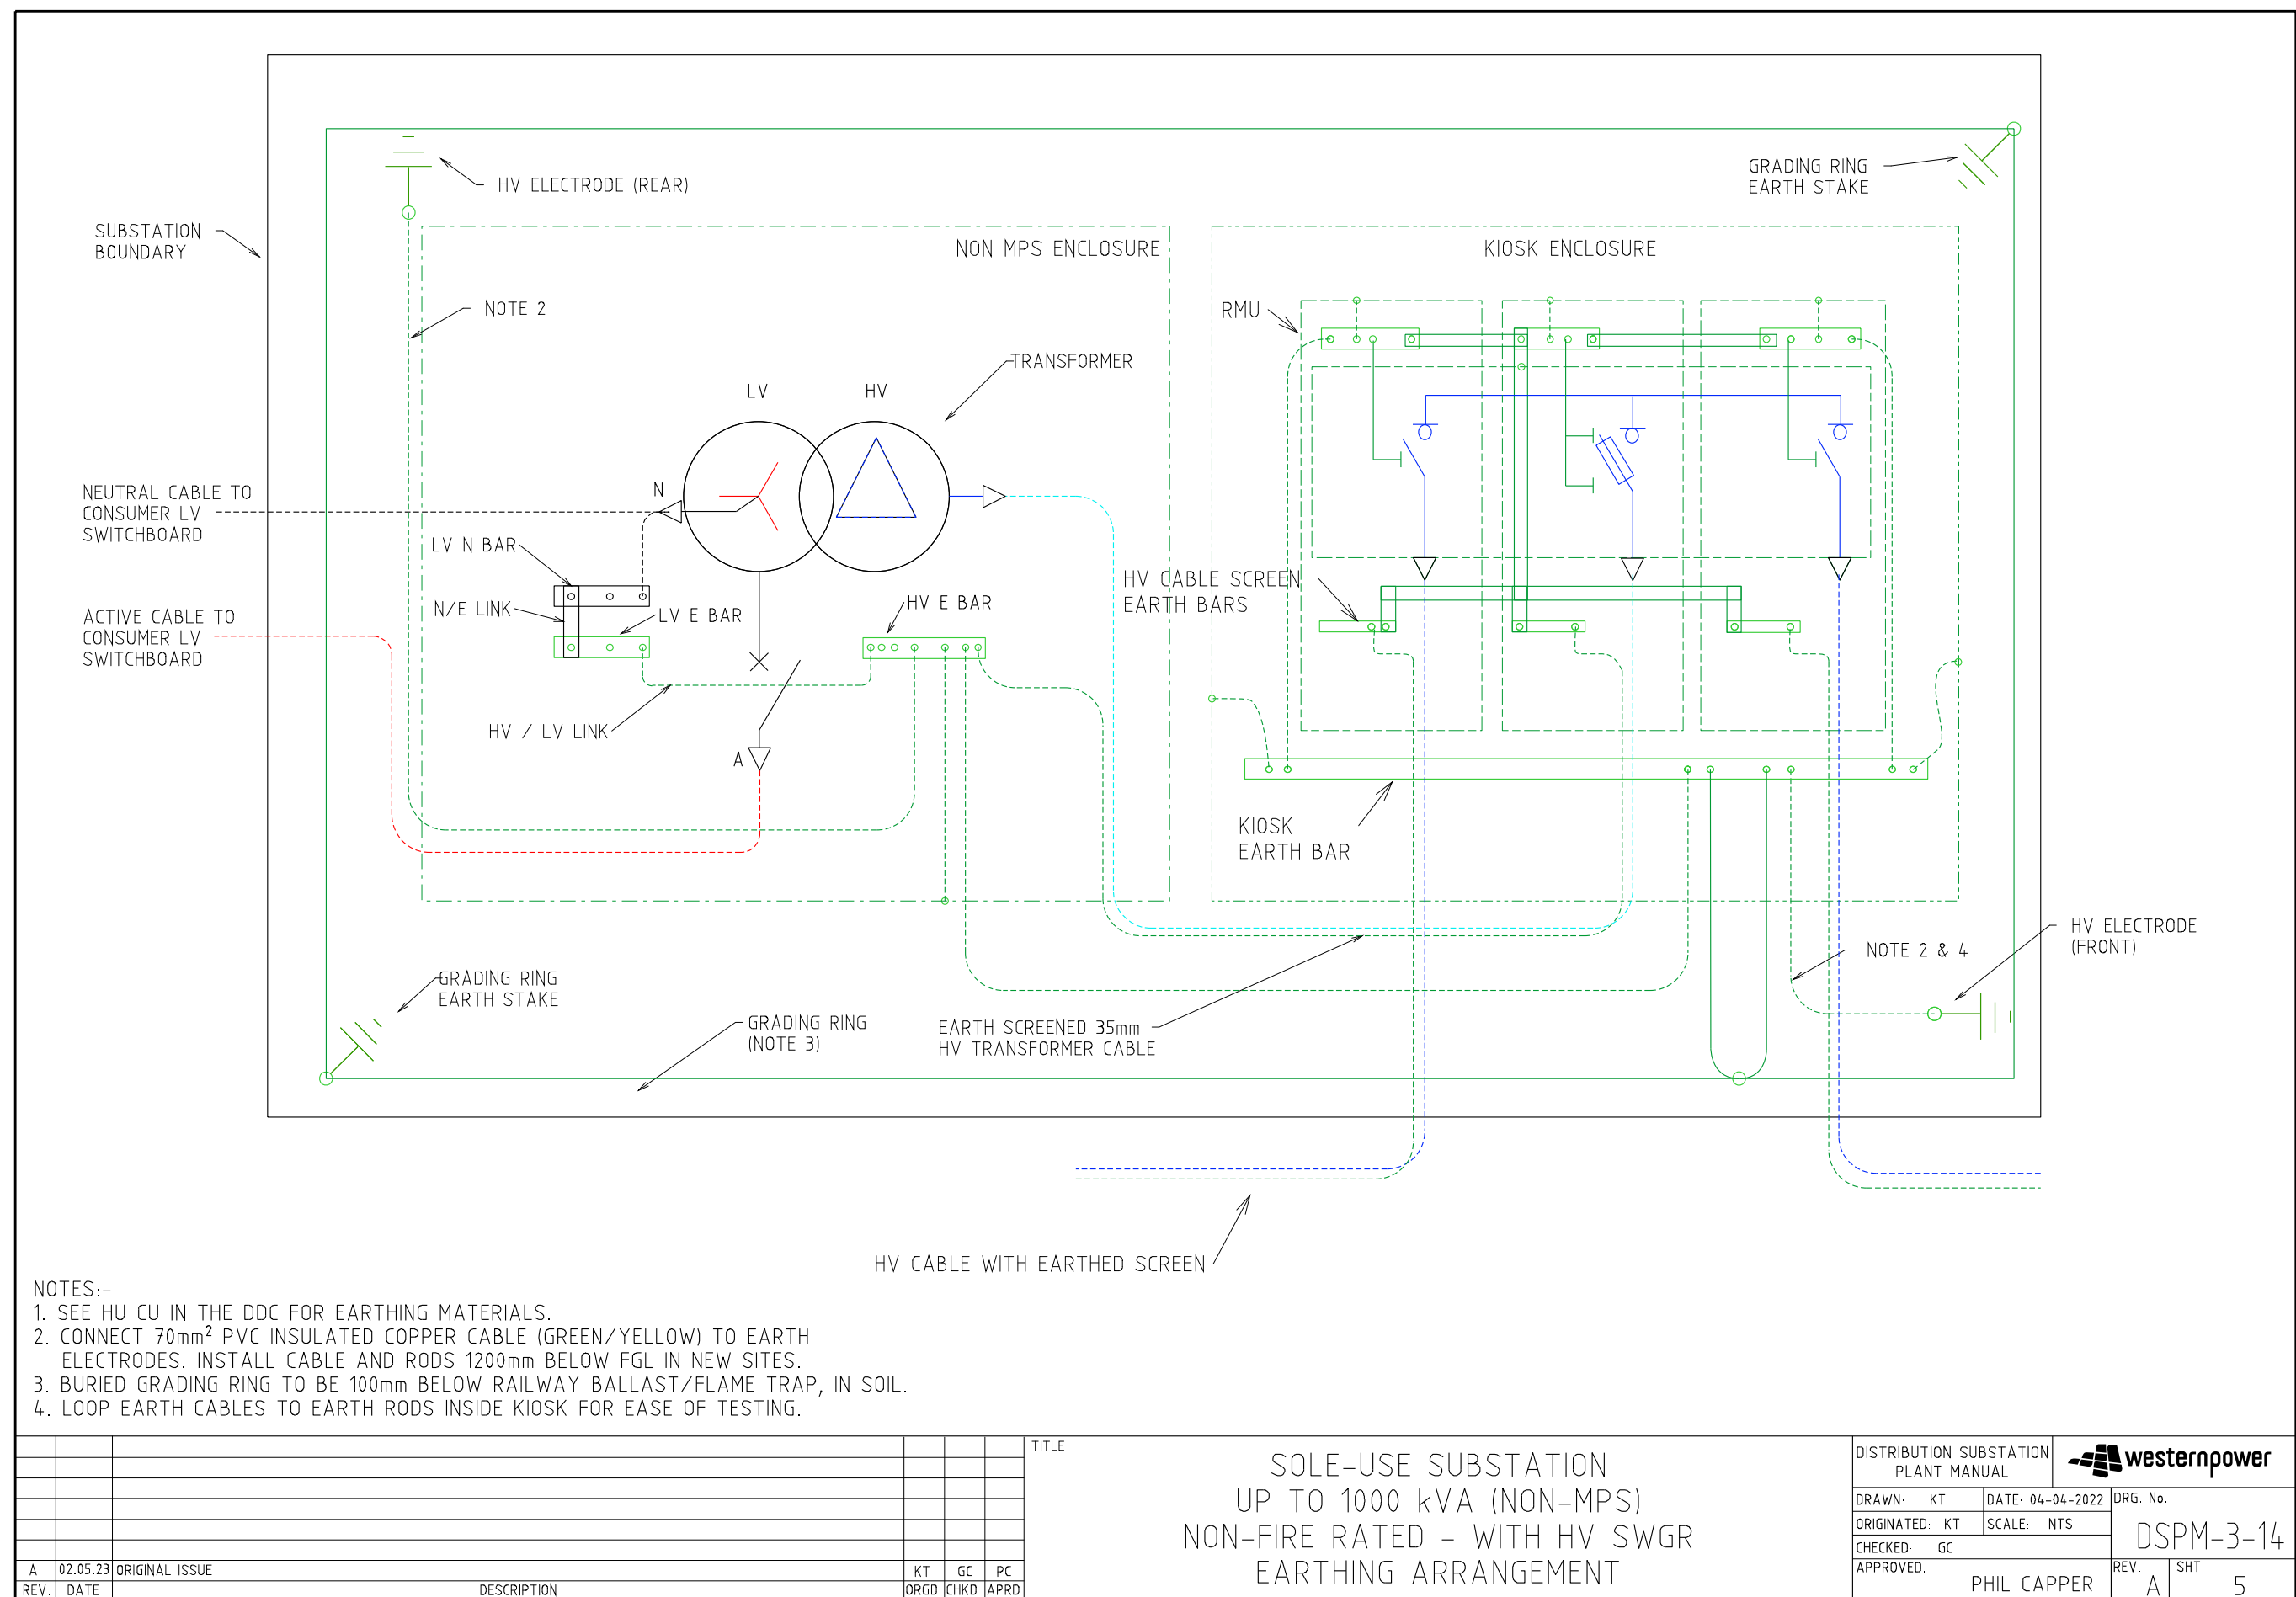 HV ELECTRODE (REAR)
GRADING RING
EARTH STAKE
SUBSTATION
BOUNDARY
NON MPS ENCLOSURE
KIOSK ENCLOSURE
NOTE 2
RMU
TRANSFORMER
LV
HV
N
NEUTRAL CABLE TO
CONSUMER LV
SWITCHBOARD
LV N BAR
HV CABLE SCREEN
EARTH BARS
N/E LINK
LV E BAR
HV E BAR
ACTIVE CABLE TO
CONSUMER LV
SWITCHBOARD
HV / LV LINK
A
KIOSK
EARTH BAR
HV ELECTRODE
(FRONT)
NOTE 2 & 4
GRADING RING
EARTH STAKE
GRADING RING
(NOTE 3)
EARTH SCREENED 35mm
HV TRANSFORMER CABLE
HV CABLE WITH EARTHED SCREEN
NOTES:-
1. SEE HU CU IN THE DDC FOR EARTHING MATERIALS.
2. CONNECT 70mm² PVC INSULATED COPPER CABLE (GREEN/YELLOW) TO EARTH
ELECTRODES. INSTALL CABLE AND RODS 1200mm BELOW FGL IN NEW SITES.
3. BURIED GRADING RING TO BE 100mm BELOW RAILWAY BALLAST/FLAME TRAP, IN SOIL.
4. LOOP EARTH CABLES TO EARTH RODS INSIDE KIOSK FOR EASE OF TESTING.
A 02.05.23 ORIGINAL ISSUE KT GC PC
REV. DATE DESCRIPTION ORGD. CHKD. APRD.
TITLE
SOLE-USE SUBSTATION
UP TO 1000 kVA (NON-MPS)
NON-FIRE RATED - WITH HV SWGR
EARTHING ARRANGEMENT
DISTRIBUTION SUBSTATION
PLANT MANUAL
westernpower
DRAWN: KT DATE: 04-04-2022 DRG. No.
ORIGINATED: KT SCALE: NTS
DSPM-3-14
CHECKED: GC
APPROVED:
PHIL CAPPER
REV. A
SHT. 5